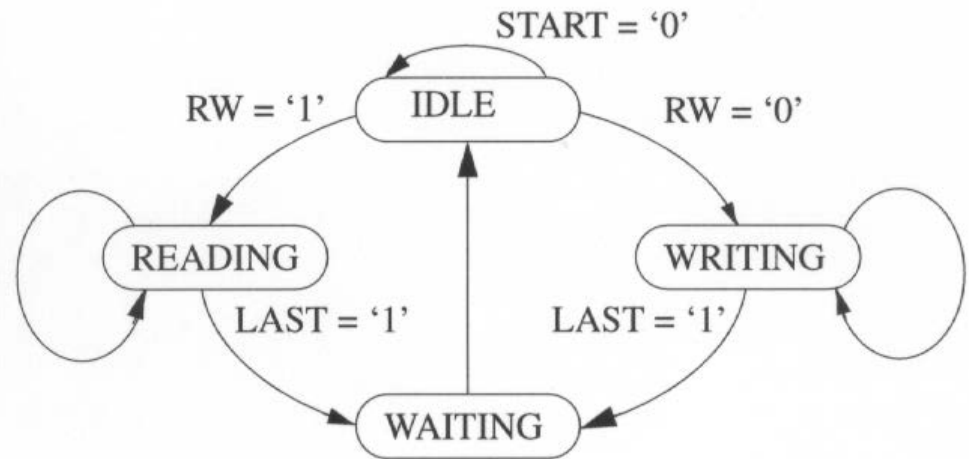 START = ‘0’
IDLE
RW = ‘1’
RW = ‘0’
READING
WRITING
LAST = ‘1’
LAST = ‘1’
WAITING